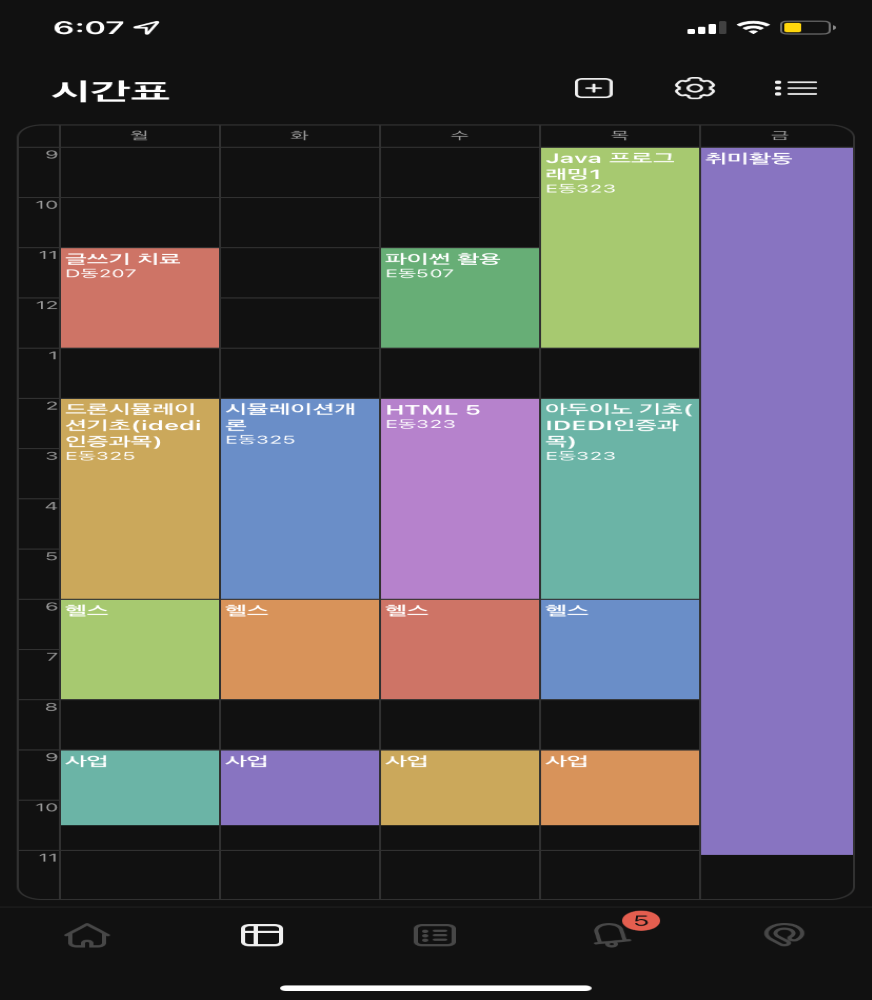 6:07
시간표
월 화 수 목 금
9
10
11
12
1
2
3
4
5
6
7
8
9
10
11
글쓰기 치료
D동207
드론시뮬레이
션기초(idedi
인증과목)
E동325
헬스
사업
시뮬레이션개
론
E동325
헬스
사업
파이썬 활용
E동507
HTML 5
E동323
헬스
사업
Java 프로그
래밍1
E동323
아두이노 기초(
IDEDI인증과
목)
E동323
헬스
사업
취미활동
5